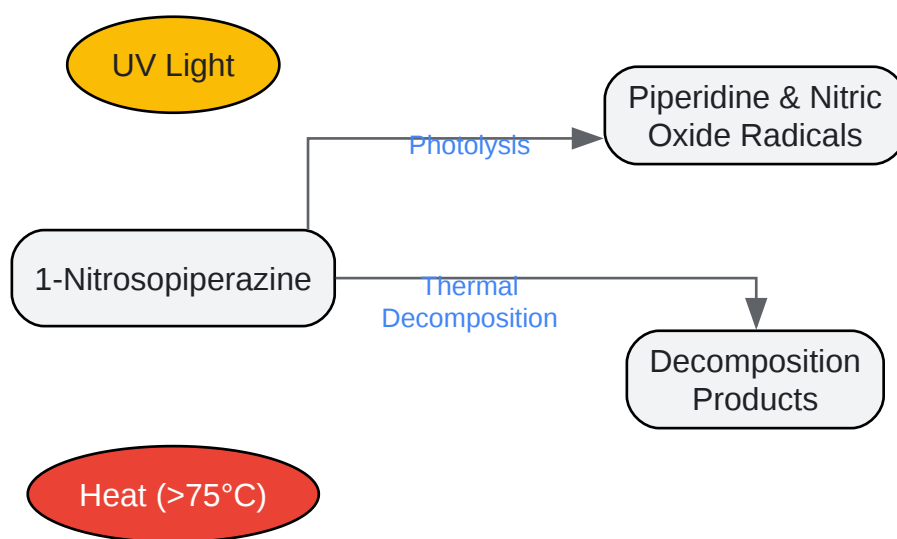 UV Light
Piperidine & Nitric
Oxide Radicals
Photolysis
1-Nitrosopiperazine
Thermal
Decomposition
Decomposition
Products
Heat (>75°C)